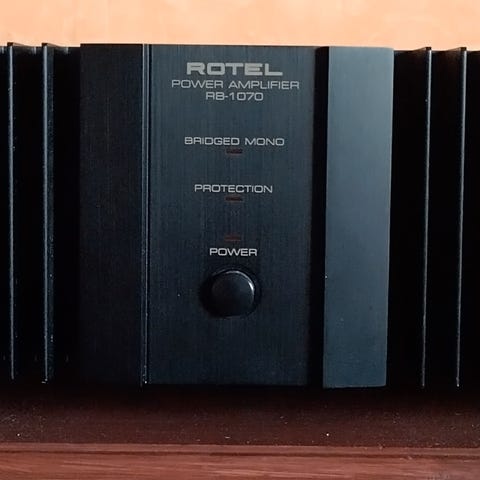 ROTEL
POWER AMPLIFIER
RB-1070
BRIDGED MONO
PROTECTION
POWER